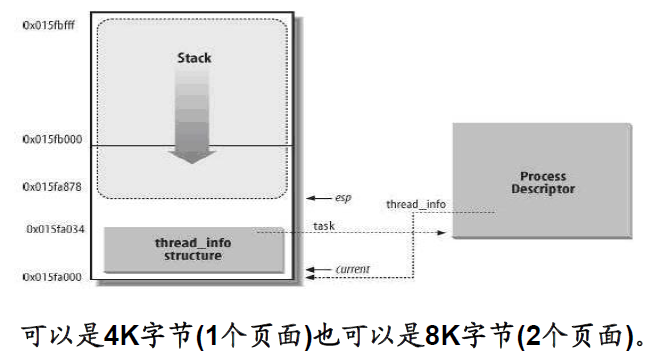 0x015fbfff
Stack
0x015fb000
0x015fa878
esp
thread_info
Process
Descriptor
0x015fa034
task
thread_info
structure
current
0x015fa000
可以是4K字节(1个页面)也可以是8K字节(2个页面)。